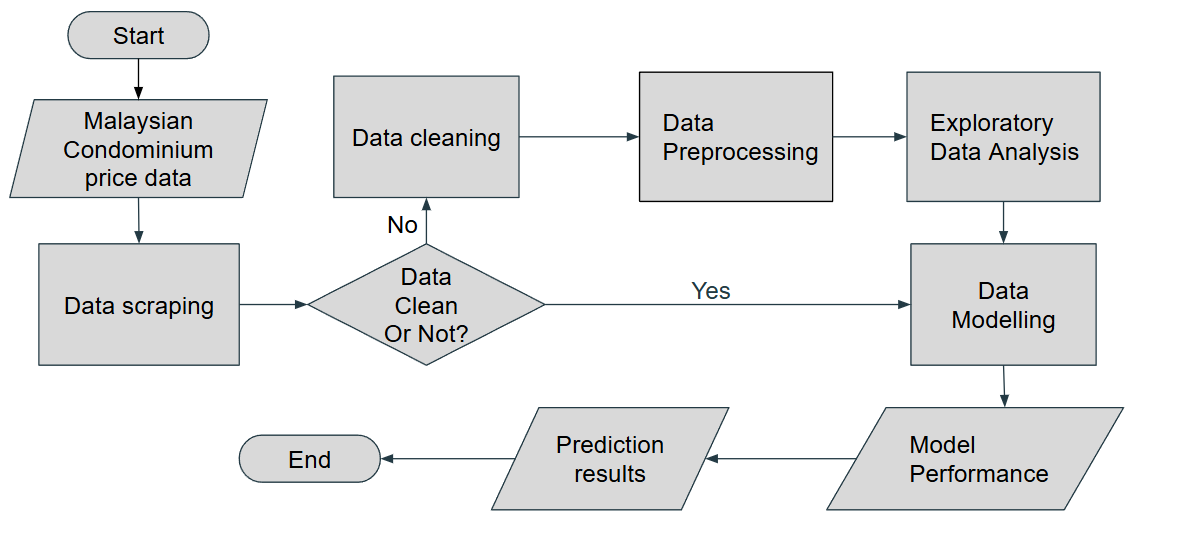 Start
Malaysian
Condominium
price data
Data scraping
Data
Clean
Or Not?
No
Data cleaning
Data
Preprocessing
Exploratory
Data Analysis
Yes
Data
Modelling
Model
Performance
Prediction
results
End